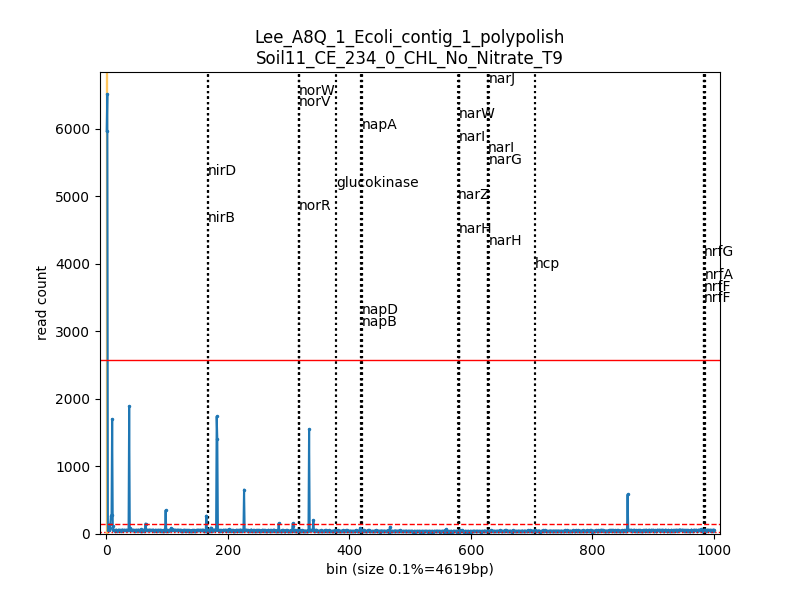 Lee_A8Q_1_Ecoli_contig_1_polypolish
Soil11_CE_234_0_CHL_No_Nitrate_T9
narJ
norW
norV
narW
napA
narI
narI
narG
nirD
glucokinase
narZ
norR
nirB
narH
narH
nrfG
hcp
nrfA
nrfF
nrfF
napD
napB
read count
6000
5000
4000
3000
2000
1000
0
0 200 400 600 800 1000
bin (size 0.1%=4619bp)